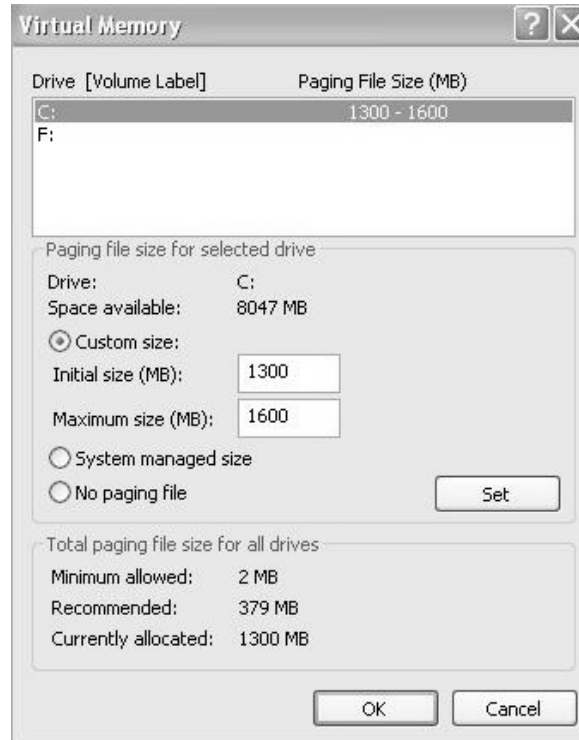 Virtual Memory
Drive [Volume Label] Paging File Size (MB)
C: 1300 - 1600
F:
Paging file size for selected drive
Drive: C:
Space available: 8047 MB
Custom size:
Initial size (MB): 1300
Maximum size (MB): 1600
System managed size
No paging file Set
Total paging file size for all drives
Minimum allowed: 2 MB
Recommended: 379 MB
Currently allocated: 1300 MB
OK Cancel